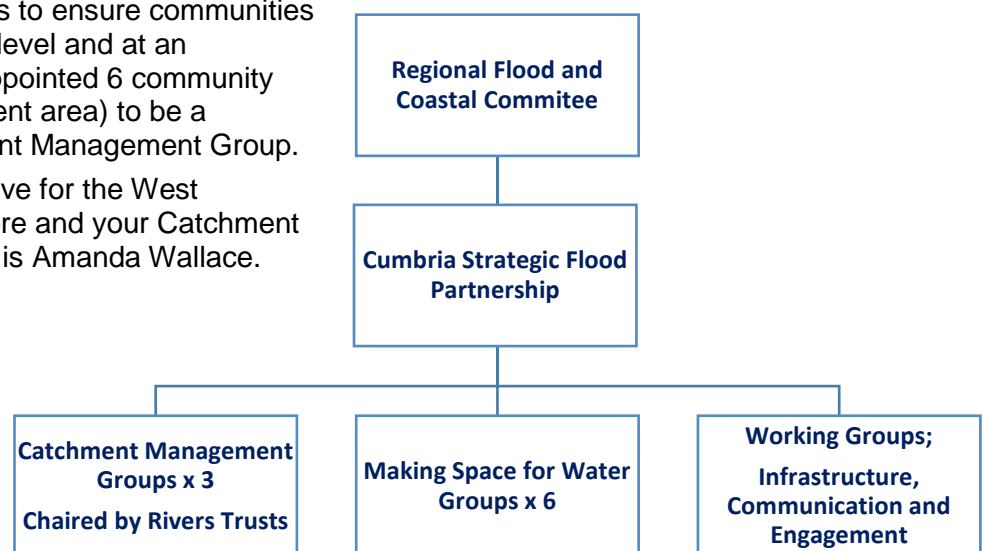 s to ensure communities
level and at an
ppointed 6 community
ent area) to be a
nt Management Group.
ve for the West
re and your Catchment
is Amanda Wallace.
Regional Flood and
Coastal Commitee
Cumbria Strategic Flood
Partnership
Catchment Management
Groups x 3
Chaired by Rivers Trusts
Making Space for Water
Groups x 6
Working Groups;
Infrastructure,
Communication and
Engagement